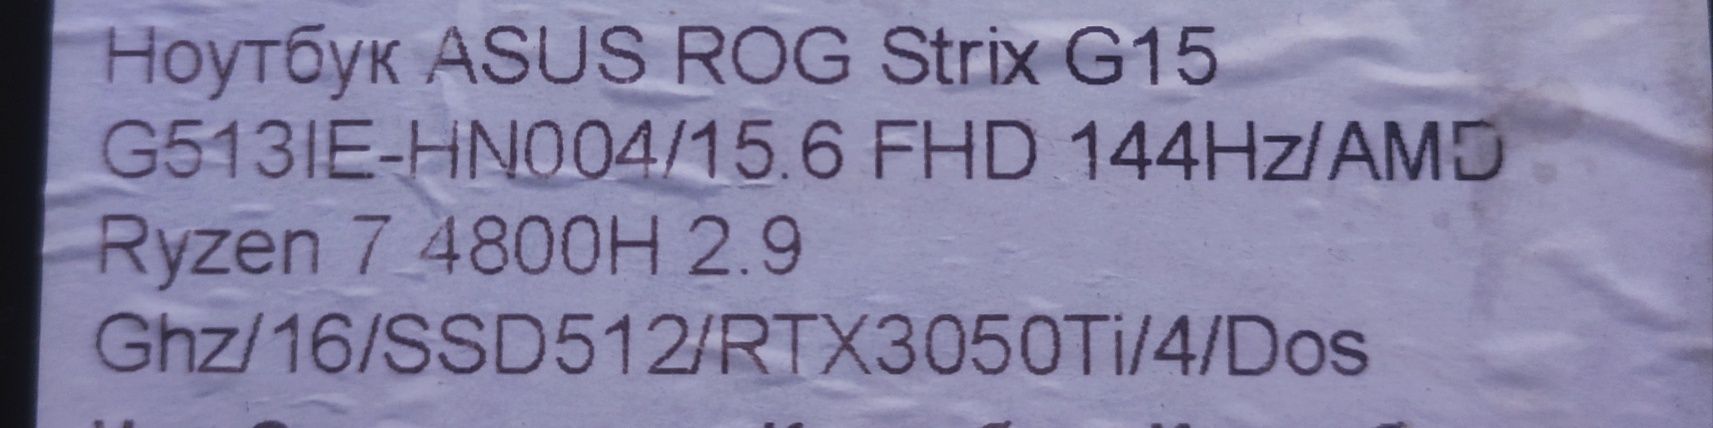 Ноутбук ASUS ROG Strix G15
G513IE-HN004/15.6 FHD 144Hz/AMD
Ryzen 7 4800H 2.9
Ghz/16/SSD512/RTX3050Ti/4/Dos